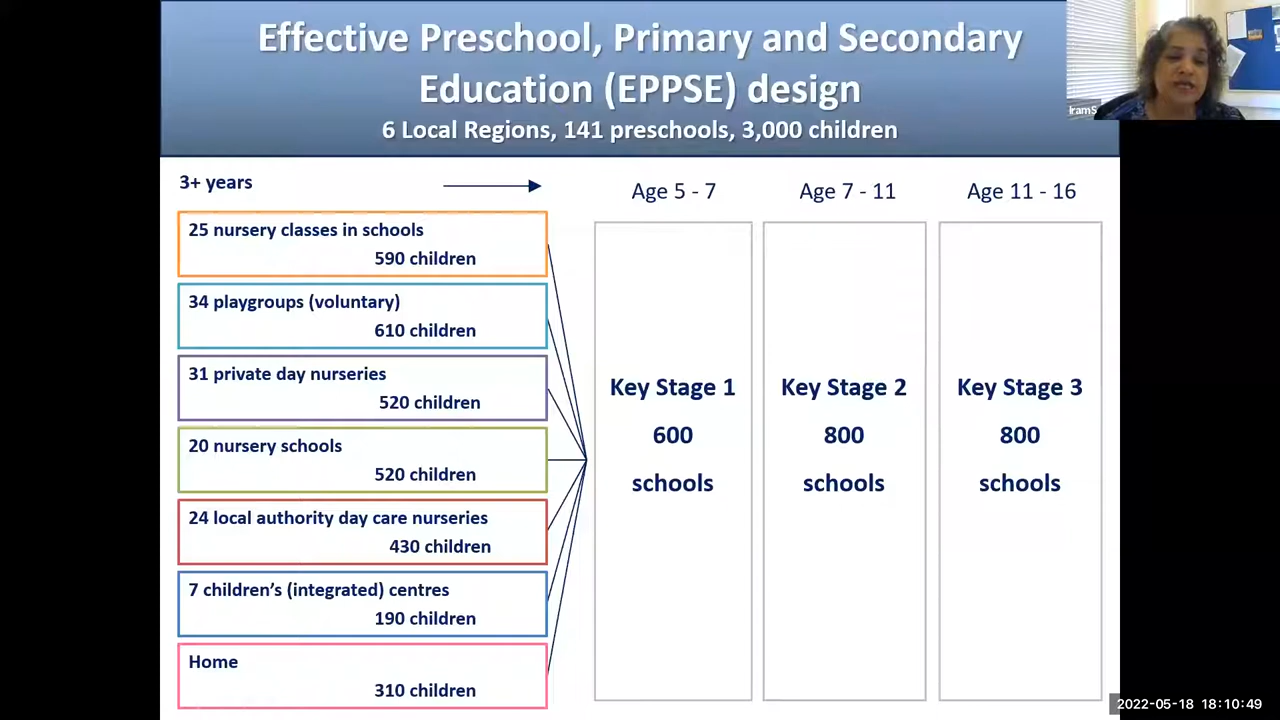 Effective Preschool, Primary and Secondary
Education (EPPSE) design
6 Local Regions, 141 preschools, 3,000 children
3+ years
25 nursery classes in schools
590 children
34 playgroups (voluntary)
610 children
31 private day nurseries
520 children
20 nursery schools
520 children
24 local authority day care nurseries
430 children
7 children’s (integrated) centres
190 children
Home
310 children
Age 5 - 7
Key Stage 1
600
schools
Age 7 - 11
Key Stage 2
800
schools
Age 11 - 16
Key Stage 3
800
schools
2022-05-18 18:10:49